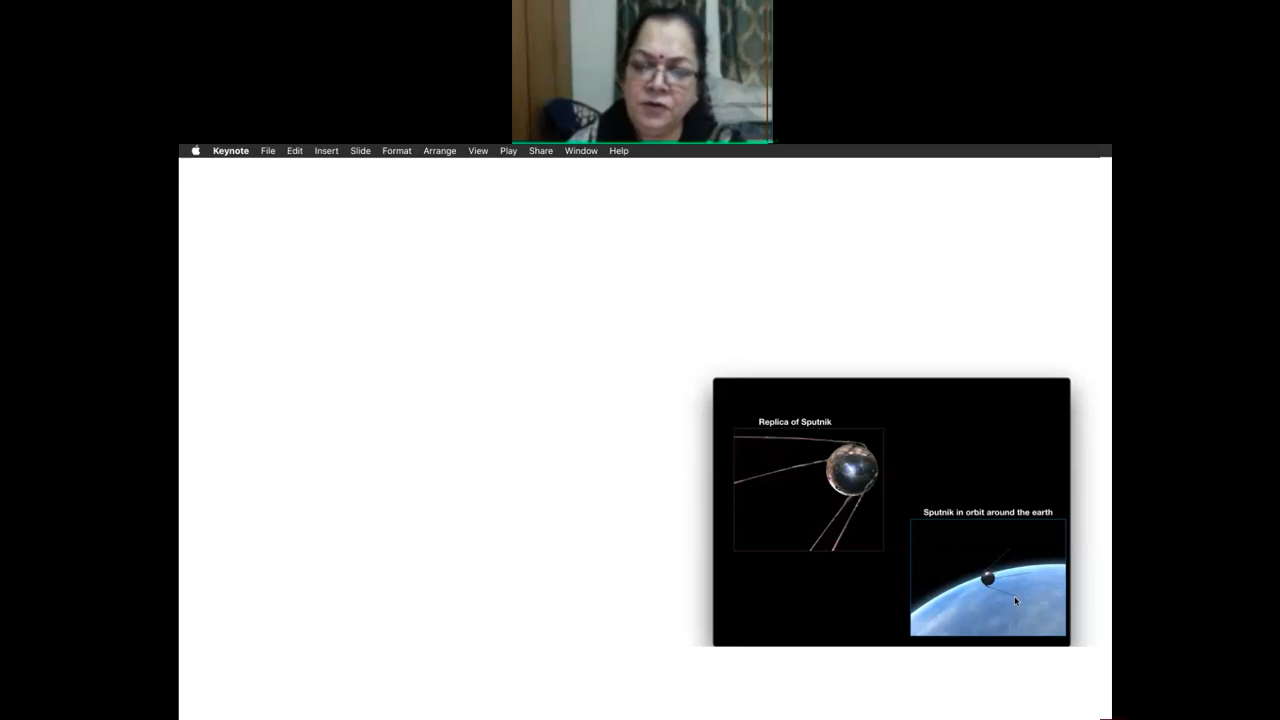 Keynote File Edit Insert Slide Format Arrange View Play Share Window Help
Replica of Sputnik
Sputnik in orbit around the earth